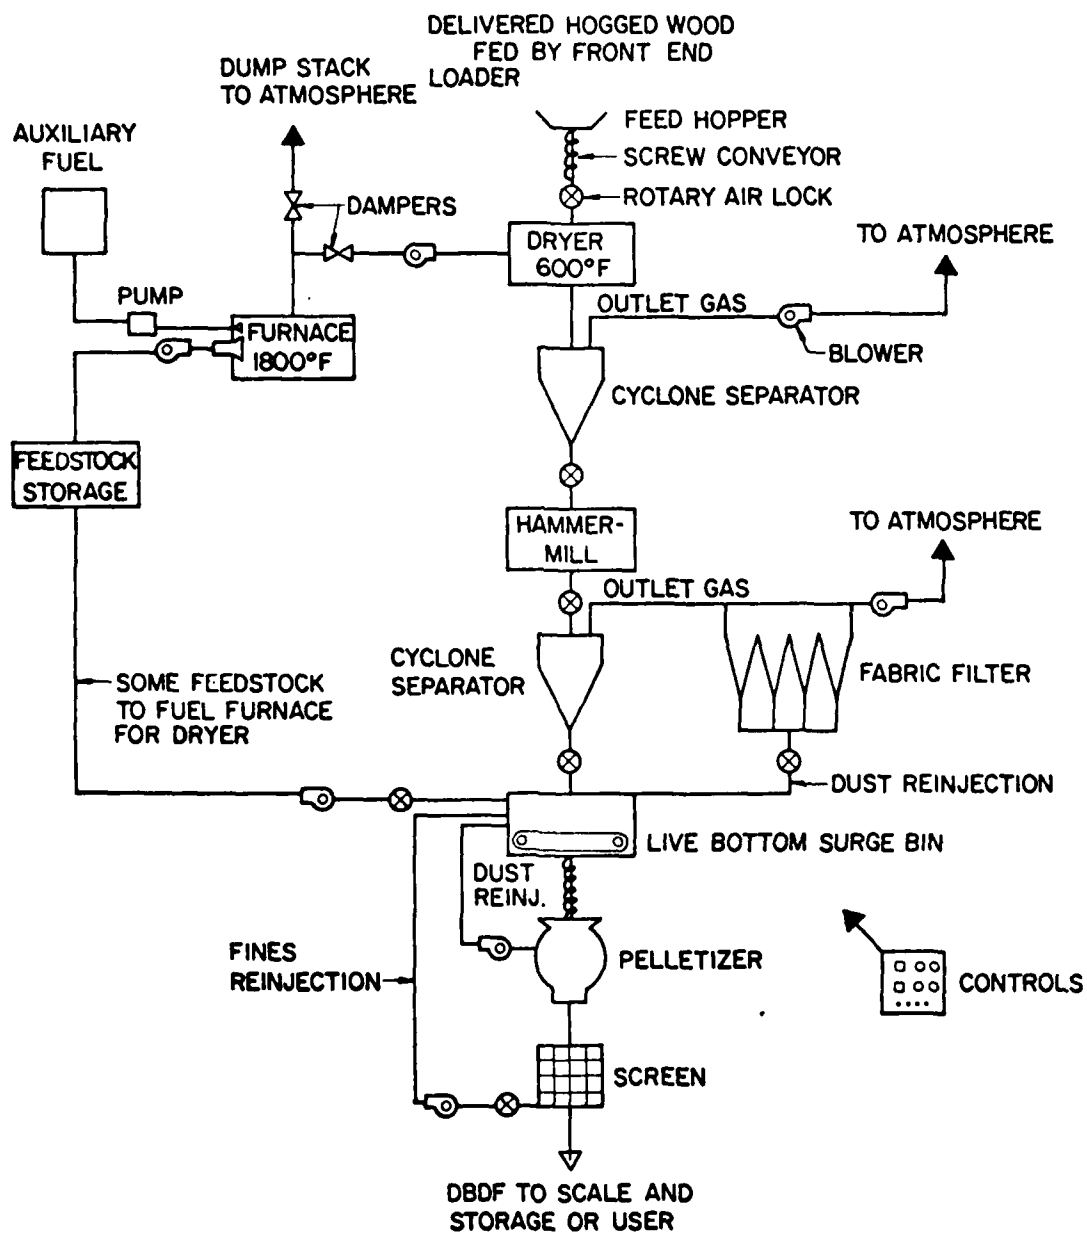 DELIVERED HOGGED WOOD
FED BY FRONT END
LOADER
DUMP STACK
TO ATMOSPHERE
AUXILIARY
FUEL
FEED HOPPER
SCREW CONVEYOR
ROTARY AIR LOCK
DAMPERS
DRYER
600°F
TO ATMOSPHERE
PUMP
OUTLET GAS
FURNACE
1800°F
BLOWER
CYCLONE SEPARATOR
FEEDSTOCK
STORAGE
HAMMER-
MILL
TO ATMOSPHERE
OUTLET GAS
CYCLONE
SEPARATOR
FABRIC FILTER
SOME FEEDSTOCK
TO FUEL FURNACE
FOR DRYER
DUST REINJECTION
LIVE BOTTOM SURGE BIN
DUST
REINJ.
FINES
REINJECTION
PELLETIZER
CONTROLS
SCREEN
DBDF TO SCALE AND
STORAGE OR USER